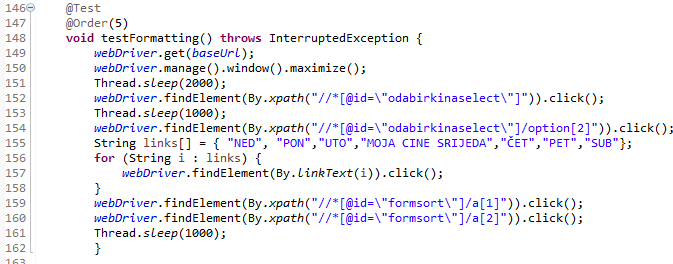 146 @Test
147 @Order(5)
148 void testFormatting() throws InterruptedException {
149 webDriver.get(baseUrl);
150 webDriver.manage().window().maximize();
151 Thread.sleep(2000);
152 webDriver.findElement(By.xpath("//*[@id=\"odabirkinaselect\"]")).click();
153 Thread.sleep(1000);
154 webDriver.findElement(By.xpath("//*[@id=\"odabirkinaselect\"]/option[2]")).click();
155 String links[] = { "NED", "PON","UTO","MOJA CINE SRIJEDA","ČET","PET","SUB"};
156 for (String i : links) {
157 webDriver.findElement(By.linkText(i)).click();
158 }
159 webDriver.findElement(By.xpath("//*[@id=\"formsort\"]/a[1]")).click();
160 webDriver.findElement(By.xpath("//*[@id=\"formsort\"]/a[2]")).click();
161 Thread.sleep(1000);
162 }
163